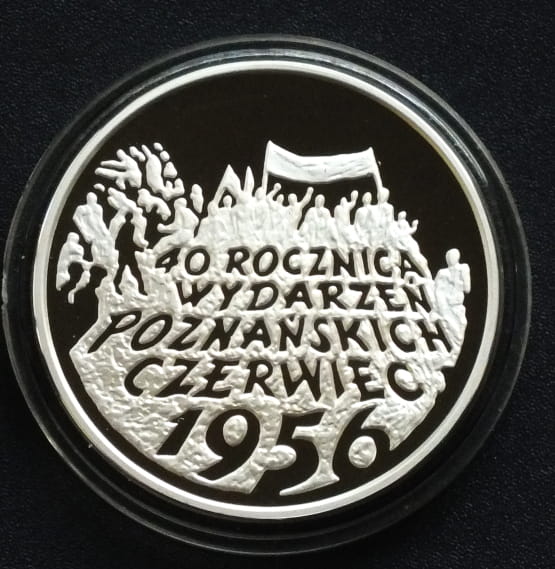 40 ROCZNICA
WYDARZEŃ
POZNAŃSKICH
CZERWIEC
1956